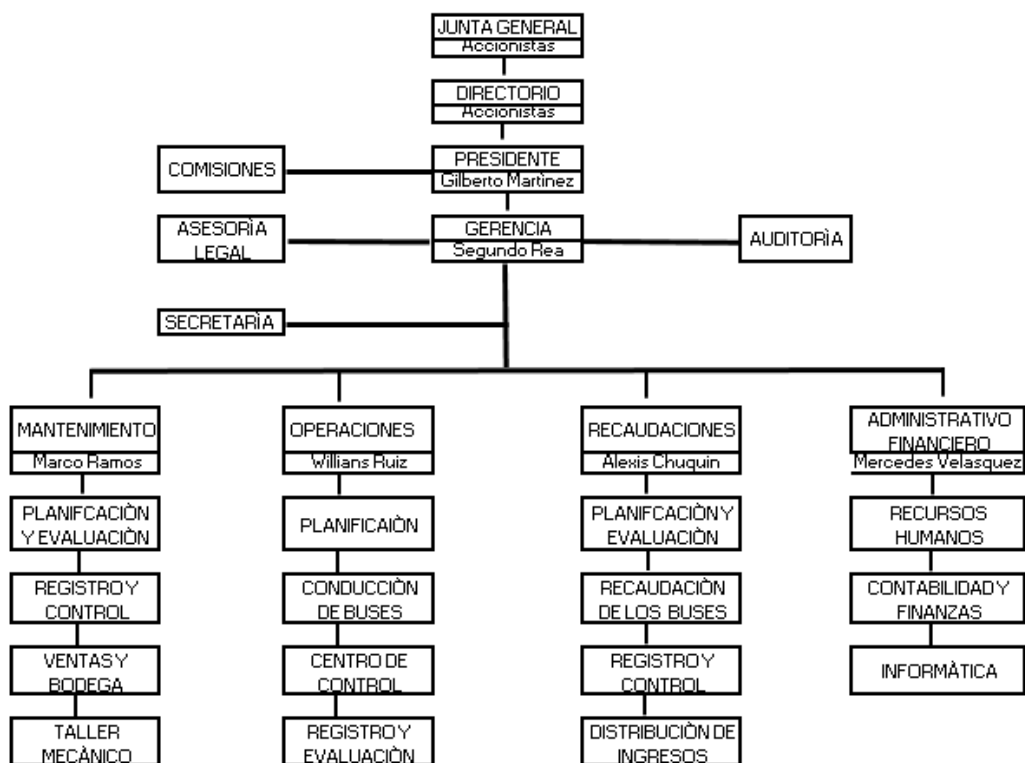 JUNTA GENERAL
Accionistas
DIRECTORIO
Accionistas
PRESIDENTE
Gilberto Martìnez
COMISIONES
ASESORÌA
LEGAL
GERENCIA
Segundo Rea
AUDITORÌA
SECRETARÌA
MANTENIMIENTO
Marco Ramos
OPERACIONES
Willians Ruiz
RECAUDACIONES
Alexis Chuquin
ADMINISTRATIVO
FINANCIERO
Mercedes Velasquez
PLANIFCACIÒN
Y EVALUACIÒN
PLANIFICAIÒN
PLANIFCACIÒN Y
EVALUACIÒN
RECURSOS
HUMANOS
REGISTRO Y
CONTROL
CONDUCCIÒN
DE BUSES
RECAUDACIÒN
DE LOS BUSES
CONTABILIDAD Y
FINANZAS
VENTAS Y
BODEGA
CENTRO DE
CONTROL
REGISTRO Y
CONTROL
INFORMÀTICA
TALLER
MECÀNICO
REGISTRO Y
EVALUACIÒN
DISTRIBUCIÒN DE
INGRESOS